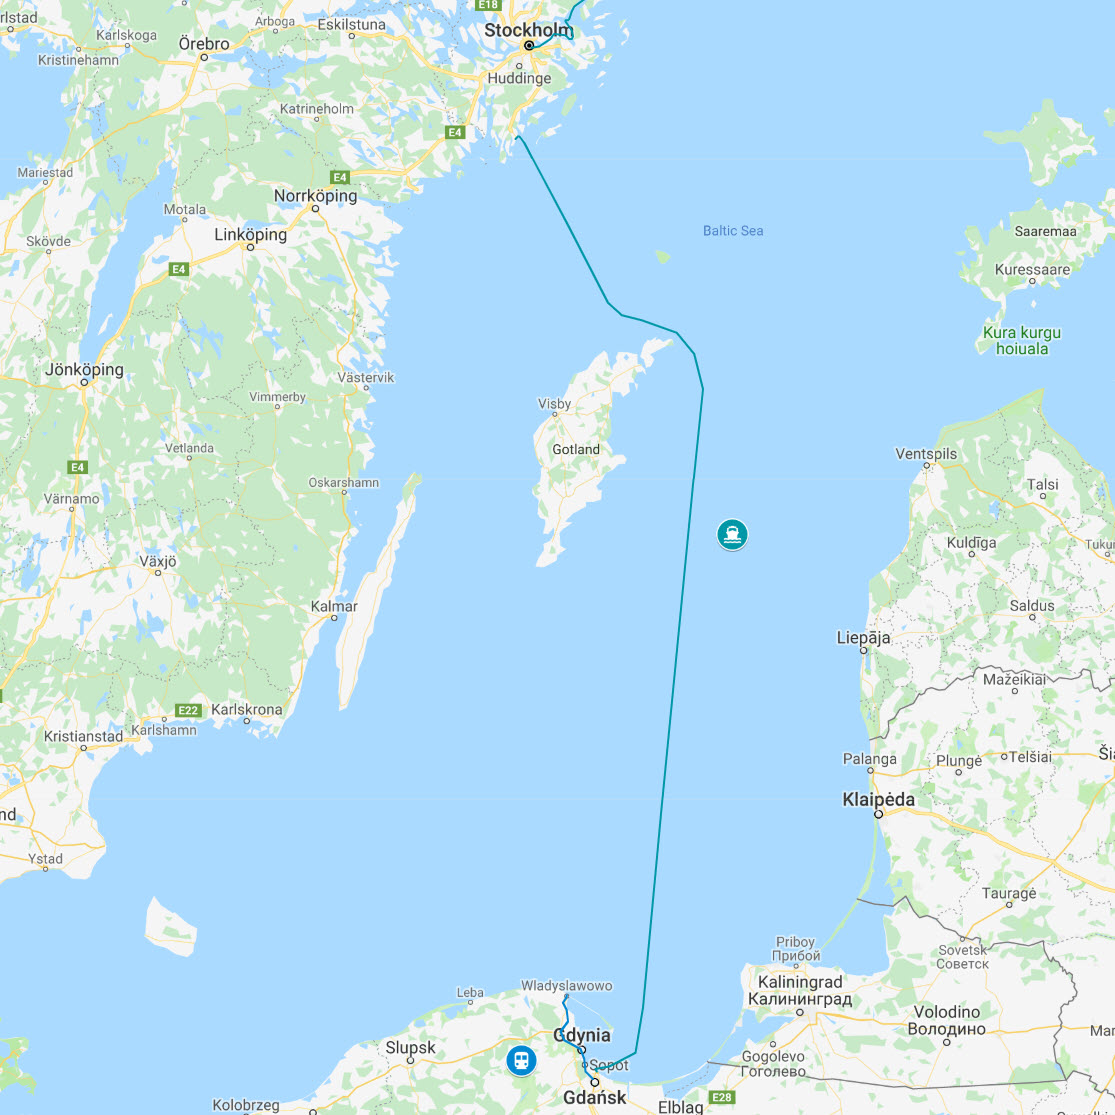 rlstad
Karlskoga
Kristinehamn
Örebro
Arboga
Eskilstuna
E18
Stockholm
Huddinge
Katrineholm
E4
Mariestad
E4
Norrköping
Motala
Linköping
Skövde
E4
Baltic Sea
Saaremaa
Kuressaare
Kura kurgu
hoiuala
Jönköping
Västervik
Vimmerby
Visby
Gotland
Vetlanda
E4
Oskarshamn
Värnamo
Ventspils
Talsi
Kuldīga
Tukur
Växjö
Kalmar
Saldus
Liepāja
Mažeikiai
E22
Karlskrona
Karlshamn
Kristianstad
Palanga
Plungė
Telšiai
Ši
Klaipėda
nd
Ystad
Tauragė
Priboy
Прибой
Sovetsk
Советск
Kaliningrad
Калининград
Leba
Wladyslawowo
Volodino
Володино
Mar
Gdynia
Slupsk
Sopot
Gogolevo
Гоголево
Gdańsk
E28
Elbląg
Kolobrzeg